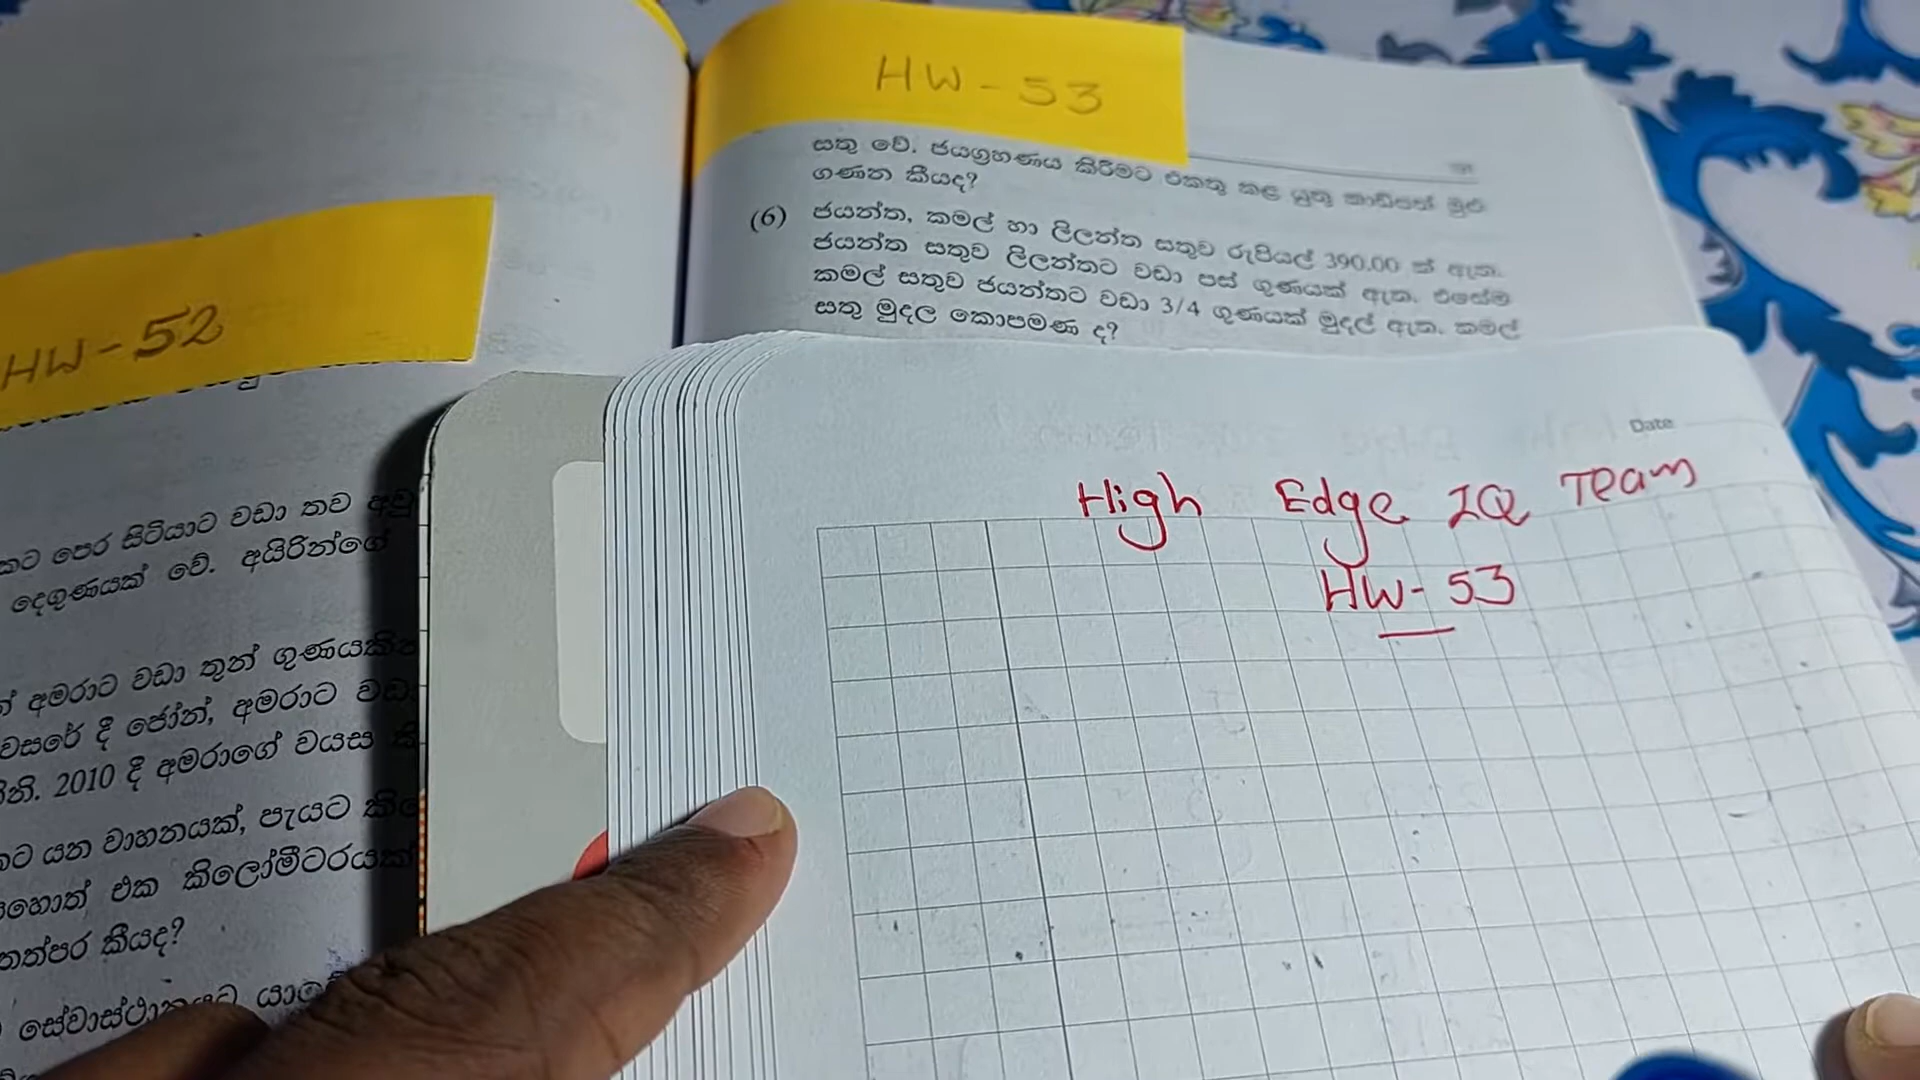 HW - 53
සතු වේ. ජයග්‍රහණය කිරීමට එකතු කළ යුතු කාඩ්පත් මුළු
ගණන කීයද?
(6) ජයන්ත, කමල් හා ලීලන්ත සතුව රුපියල් 390.00 ක් ඇත.
ජයන්ත සතුව ලීලන්තට වඩා පස් ගුණයක් ඇත. එසේම
කමල් සතුව ජයන්තට වඩා 3/4 ගුණයක් මුදල් ඇත. කමල්
සතු මුදල කොපමණ ද?
HW - 52
පෙර සිටියාට වඩා තව
දෙගුණයක් වේ. අයිරින්ගේ
අමරාට වඩා තුන් ගුණයකින්
දී ජෝන්, අමරාට වඩා
2010 දී අමරාගේ වයස
යන වාහනයක්, පැයට
එක කිලෝමීටරයක්
කීයද?
සේවාස්ථානයට
Date
High Edge IQ Team
HW - 53